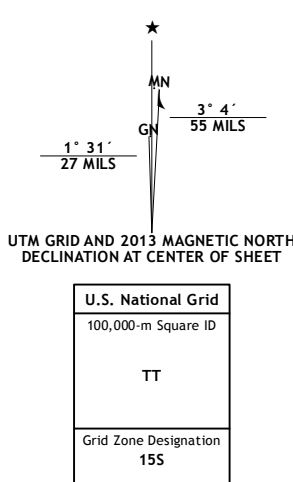 ★
MN
GN
3° 4´
55 MILS
1° 31´
27 MILS
UTM GRID AND 2013 MAGNETIC NORTH
DECLINATION AT CENTER OF SHEET
U.S. National Grid
100,000-m Square ID
TT
Grid Zone Designation
15S